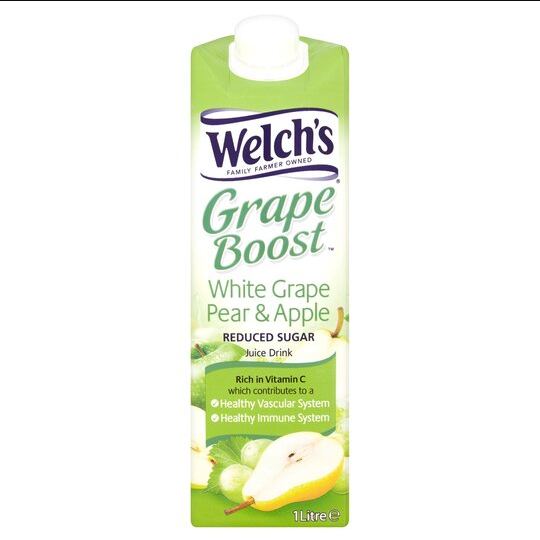 Welch's
FAMILY FARMER OWNED
®
Grape
Boost™
White Grape
Pear & Apple
REDUCED SUGAR
Juice Drink
Rich in Vitamin C
which contributes to a
Healthy Vascular System
Healthy Immune System
1Litre ℮